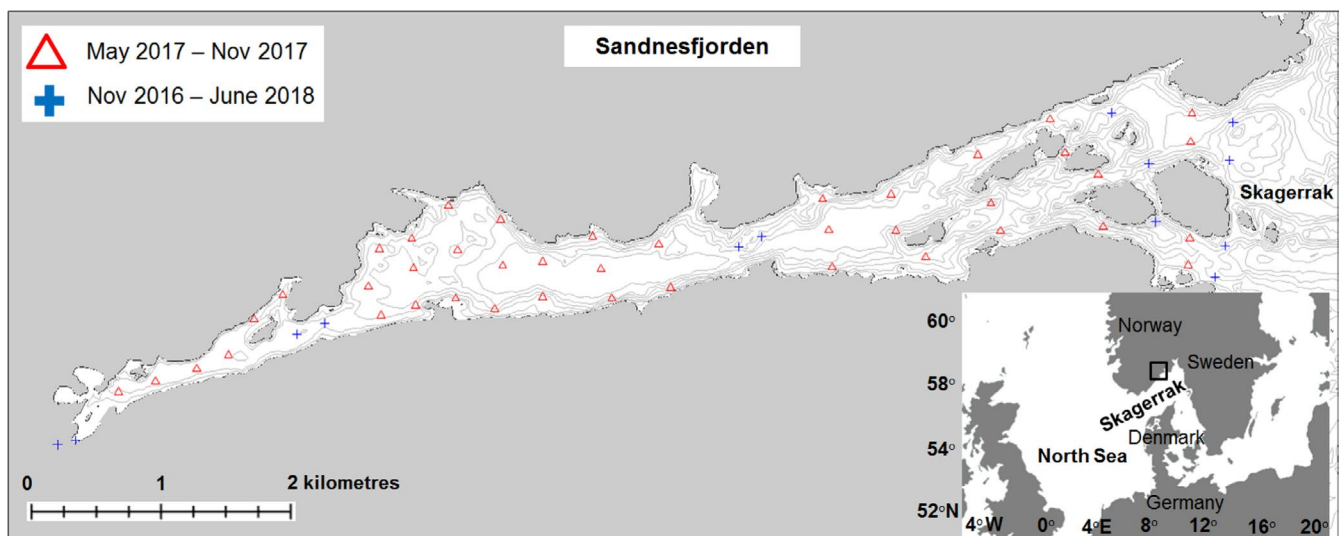 Sandnesfjorden
May 2017 – Nov 2017
Nov 2016 – June 2018
Skagerrak
0 1 2 kilometres
60°
58°
54°
52°N
Norway
Sweden
Skagerrak
Denmark
North Sea
Germany
4°W 0° 4°E 8° 12° 16° 20°